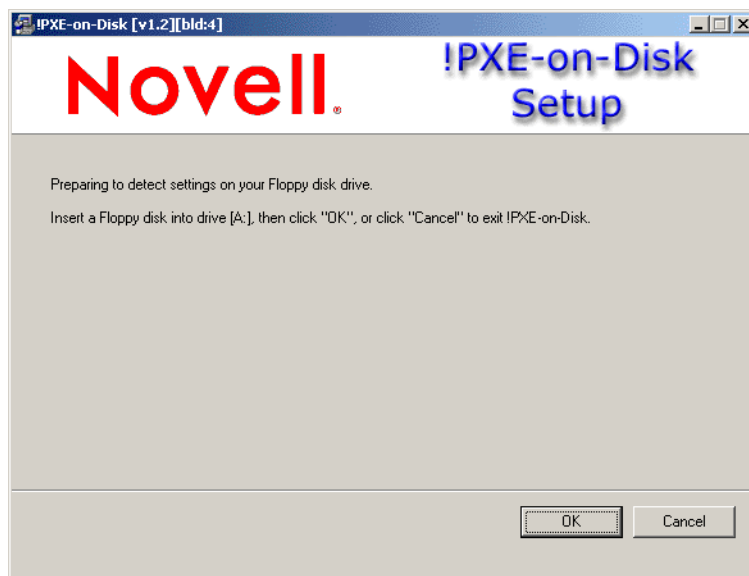 !PXE-on-Disk [v1.2][bld:4]
Novell®
!PXE-on-Disk
Setup
Preparing to detect settings on your Floppy disk drive.
Insert a Floppy disk into drive [A:], then click "OK", or click "Cancel" to exit !PXE-on-Disk.
OK
Cancel